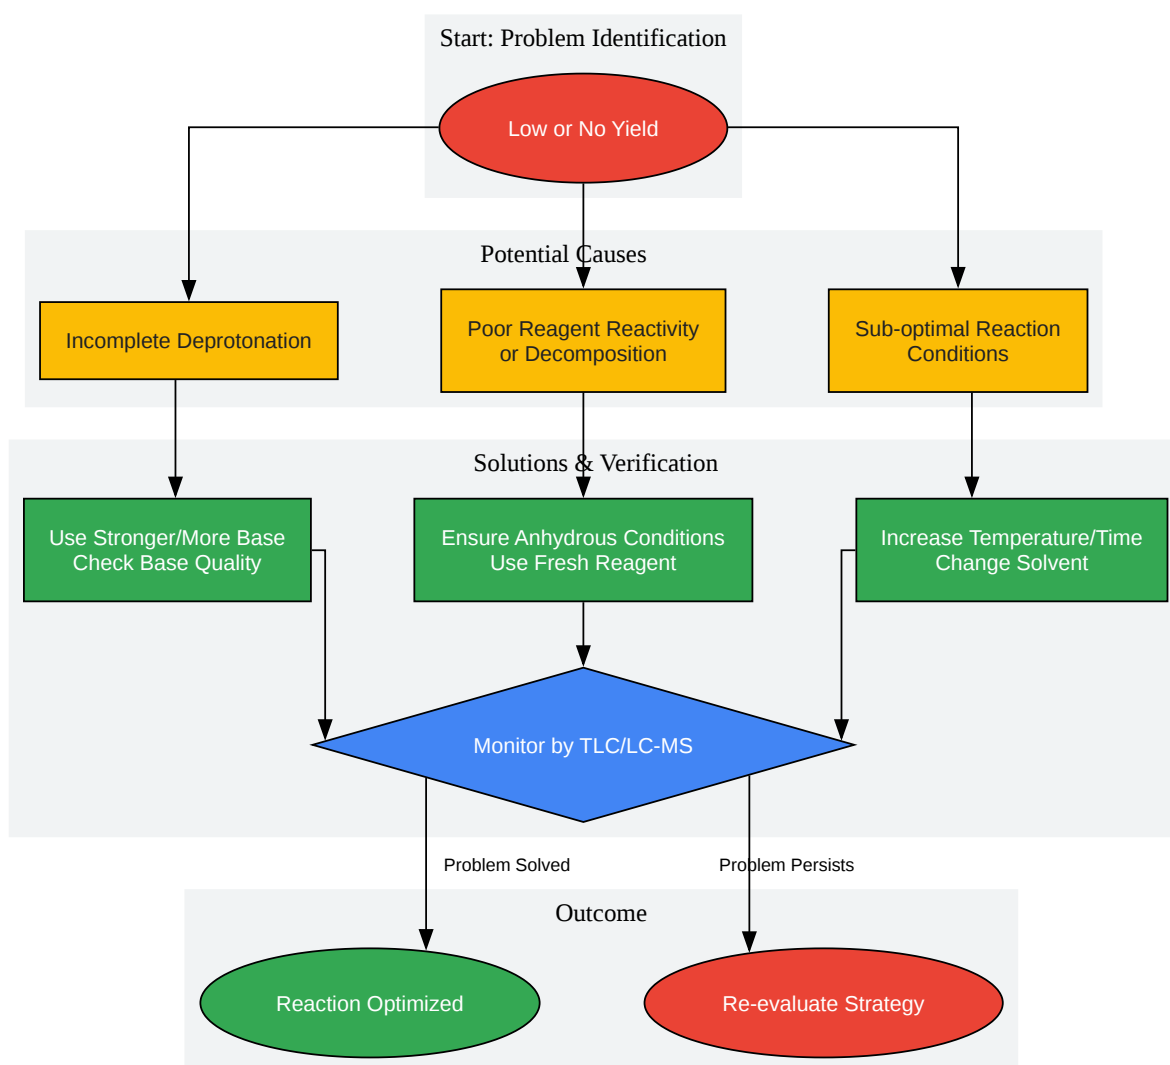 Start: Problem Identification
Low or No Yield
Potential Causes
Incomplete Deprotonation
Poor Reagent Reactivity
or Decomposition
Sub-optimal Reaction
Conditions
Solutions & Verification
Use Stronger/More Base
Check Base Quality
Ensure Anhydrous Conditions
Use Fresh Reagent
Increase Temperature/Time
Change Solvent
Monitor by TLC/LC-MS
Problem Solved
Problem Persists
Outcome
Reaction Optimized
Re-evaluate Strategy